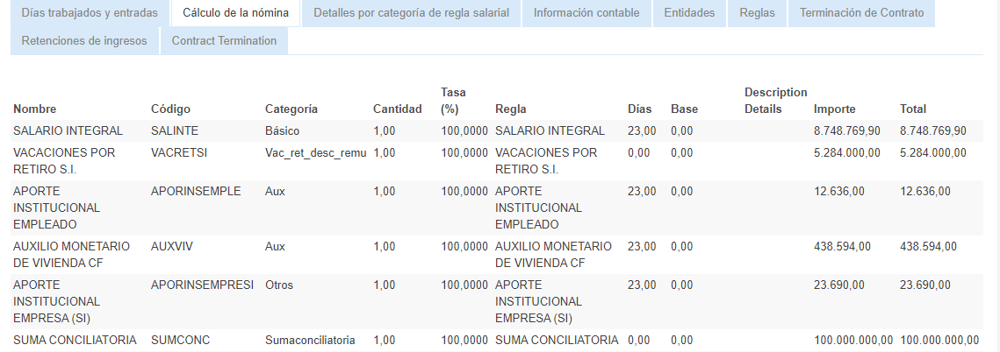 Días trabajados y entradas Cálculo de la nómina Detalles por categoría de regla salarial Información contable Entidades Reglas Terminación de Contrato
Retenciones de ingresos Contract Termination
Nombre Código Categoría Cantidad Tasa (%) Regla Días Base Description Details Importe Total
SALARIO INTEGRAL SALINTE Básico 1,00 100,0000 SALARIO INTEGRAL 23,00 0,00 8.748.769,90 8.748.769,90
VACACIONES POR VACRETSI Vac_ret_desc_remu 1,00 100,0000 VACACIONES POR 0,00 0,00 5.284.000,00 5.284.000,00
RETIRO S.I. RETIRO S.I.
APORTE APORINSEMPLE Aux 1,00 100,0000 APORTE 23,00 0,00 12.636,00 12.636,00
INSTITUCIONAL INSTITUCIONAL
EMPLEADO EMPLEADO
AUXILIO MONETARIO AUXVIV Aux 1,00 100,0000 AUXILIO MONETARIO 23,00 0,00 438.594,00 438.594,00
DE VIVIENDA CF DE VIVIENDA CF
APORTE APORINSEMPRESI Otros 1,00 100,0000 APORTE 23,00 0,00 23.690,00 23.690,00
INSTITUCIONAL INSTITUCIONAL
EMPRESA (SI) EMPRESA (SI)
SUMA CONCILIATORIA SUMCONC Sumaconciliatoria 1,00 100,0000 SUMA CONCILIATORIA 0,00 0,00 100.000.000,00 100.000.000,00